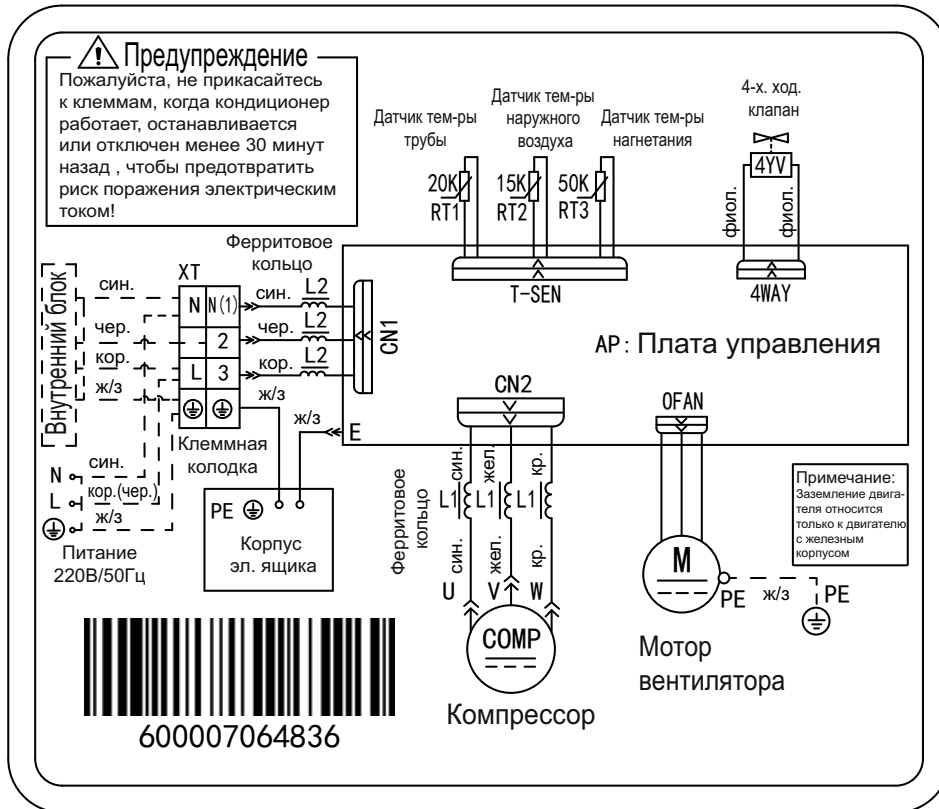 Предупреждение
Пожалуйста, не прикасайтесь
к клеммам, когда кондиционер
работает, останавливается
или отключен менее 30 минут
назад , чтобы предотвратить
риск поражения электрическим
током!
Датчик тем-ры
трубы
Датчик тем-ры
наружного
воздуха
Датчик тем-ры
нагнетания
4-х. ход.
клапан
20K
RT1
15K
RT2
50K
RT3
4YV
фиол.
фиол.
T-SEN
4WAY
Ферритовое
кольцо
XT
Внутренний блок
син.
чер.
кор.
ж/з
N
N(1)
2
L
3
син.
L2
чер.
L2
кор.
L2
CN1
ж/з
ж/з
E
AP: Плата управления
CN2
OFAN
Клеммная
колодка
N
син.
L
кор.(чер.)
ж/з
Питание
220В/50Гц
PE
Корпус
эл. ящика
Ферритовое
кольцо
син.
жел.
кр.
L1
L1
L1
син.
жел.
кр.
U
V
W
COMP
Компрессор
M
PE
ж/з
PE
Мотор
вентилятора
Примечание:
Заземление двига-
теля относится
только к двигателю
с железным
корпусом
600007064836